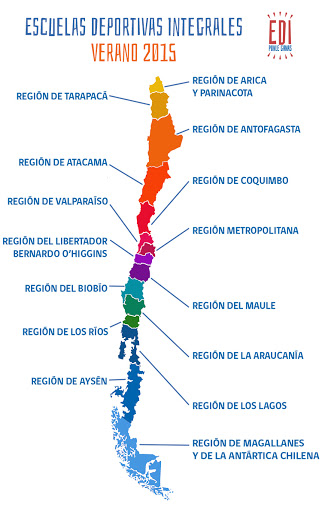 ESCUELAS DEPORTIVAS INTEGRALES
VERANO 2015
EDI
PONLE GANAS
REGIÓN DE ARICA
Y PARINACOTA
REGIÓN DE TARAPACÁ
REGIÓN DE ANTOFAGASTA
REGIÓN DE ATACAMA
REGIÓN DE COQUIMBO
REGIÓN DE VALPARAÍSO
REGIÓN METROPOLITANA
REGIÓN DEL LIBERTADOR
BERNARDO O'HIGGINS
REGIÓN DEL BIOBÍO
REGIÓN DEL MAULE
REGIÓN DE LOS RÍOS
REGIÓN DE LA ARAUCANÍA
REGIÓN DE AYSÉN
REGIÓN DE LOS LAGOS
REGIÓN DE MAGALLANES
Y DE LA ANTÁRTICA CHILENA